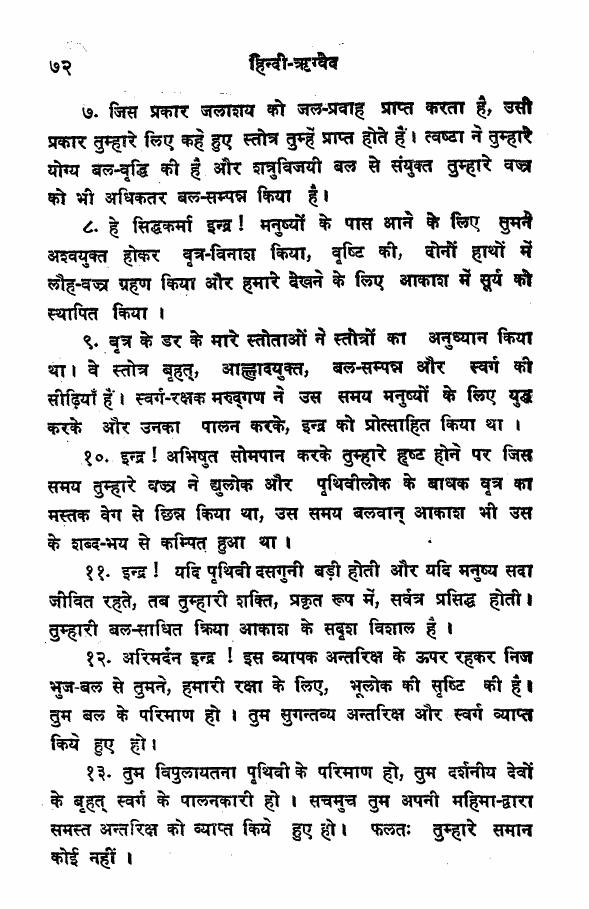 ७२
हिन्दी-ऋग्वेद
७. जिस प्रकार जलाशय को जल-प्रवाह प्राप्त करता है, उसी
प्रकार तुम्हारे लिए कहे हुए स्तोत्र तुम्हें प्राप्त होते हैं। त्वष्टा ने तुम्हारे
योग्य बल-वृद्धि की है और शत्रुविजयी बल से संयुक्त तुम्हारे वज्र
को भी अधिकतर बल-सम्पन्न किया है।
८. हे सिद्धकर्मा इन्द्र! मनुष्यों के पास आने के लिए तुमने
अश्वयुक्त होकर वृत्र-विनाश किया, वृष्टि की, दोनों हाथों में
लौह-वज्र ग्रहण किया और हमारे देखने के लिए आकाश में सूर्य को
स्थापित किया।
९. वृत्र के डर के मारे स्तोताओं ने स्तोत्रों का अनुध्यान किया
था। वे स्तोत्र बृहत्, आह्लादयुक्त, बल-सम्पन्न और स्वर्ग की
सीढ़ियाँ हैं। स्वर्ग-रक्षक मरुद्गण ने उस समय मनुष्यों के लिए युद्ध
करके और उनका पालन करके, इन्द्र को प्रोत्साहित किया था।
१०. इन्द्र! अभिषुत सोमपान करके तुम्हारे हृष्ट होने पर जिस
समय तुम्हारे वज्र ने द्युलोक और पृथिवीलोक के बाधक वृत्र का
मस्तक वेग से छिन्न किया था, उस समय बलवान् आकाश भी उस
के शब्द-भय से कम्पित हुआ था।
११. इन्द्र! यदि पृथिवी दसगुनी बड़ी होती और यदि मनुष्य सदा
जीवित रहते, तब तुम्हारी शक्ति, प्रकृत रूप में, सर्वत्र प्रसिद्ध होती।
तुम्हारी बल-साधित क्रिया आकाश के सदृश विशाल है।
१२. अरिमर्दन इन्द्र! इस व्यापक अन्तरिक्ष के ऊपर रहकर निज
भुज-बल से तुमने, हमारी रक्षा के लिए, भूलोक की सृष्टि की है।
तुम बल के परिमाण हो। तुम सुगन्तव्य अन्तरिक्ष और स्वर्ग व्याप्त
किये हुए हो।
१३. तुम विपुलायतना पृथिवी के परिमाण हो, तुम दर्शनीय देवों
के बृहत् स्वर्ग के पालनकारी हो। सचमुच तुम अपनी महिमा-द्वारा
समस्त अन्तरिक्ष को व्याप्त किये हुए हो। फलतः तुम्हारे समान
कोई नहीं।